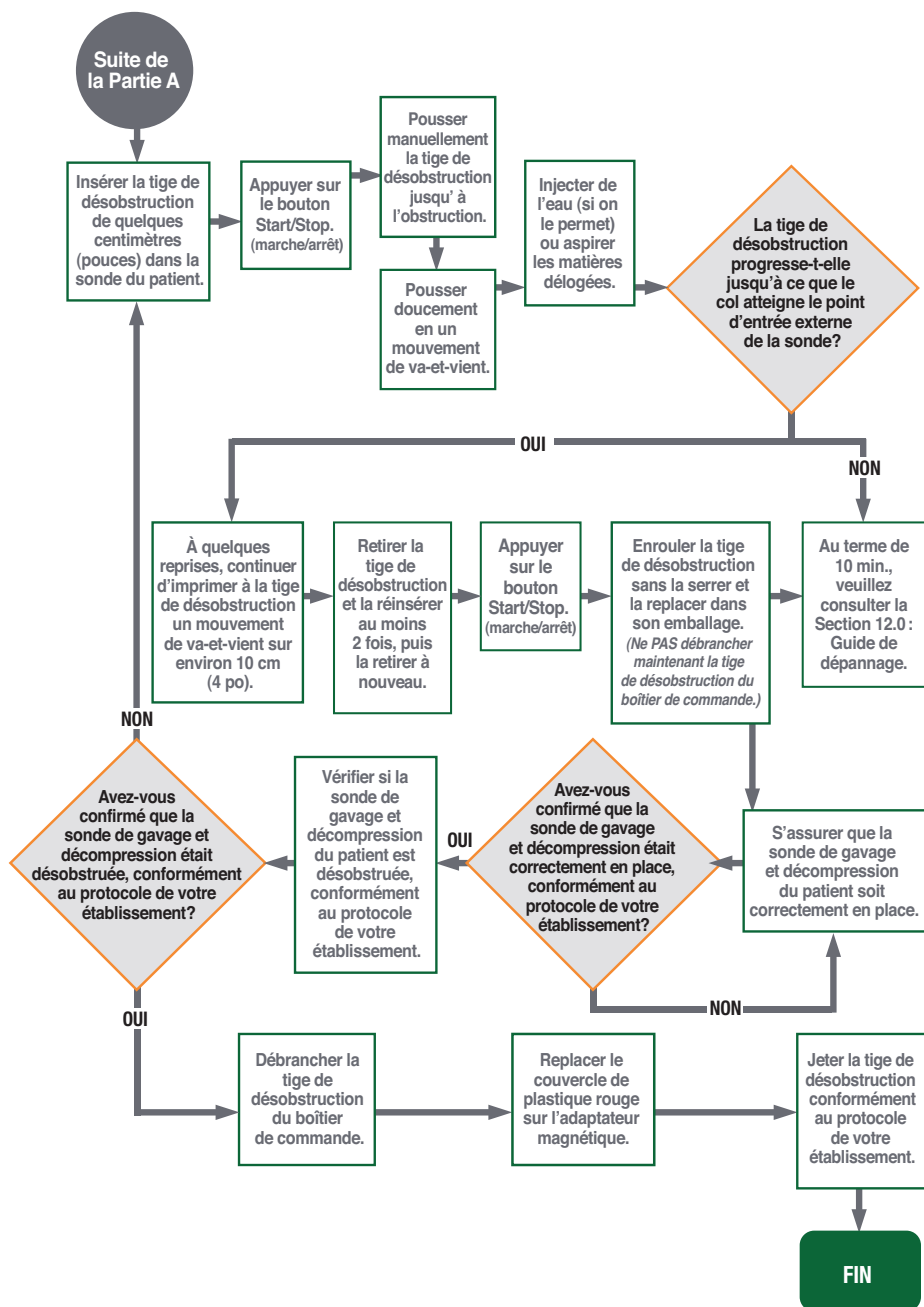 Suite de
la Partie A
Insérer la tige de
désobstruction
de quelques
centimètres
(pouces) dans la
sonde du patient.
Appuyer sur
le bouton
Start/Stop.
(marche/arrêt)
Pousser
manuellement
la tige de
désobstruction
jusqu’ à
l’obstruction.
Pousser
doucement
en un
mouvement
de va-et-vient.
Injecter de
l’eau (si on
le permet)
ou aspirer
les matières
délogées.
La tige de
désobstruction
progresse-t-elle
jusqu’à ce que le
col atteigne le point
d’entrée externe
de la sonde?
OUI
NON
À quelques
reprises, continuer
d’imprimer à la tige
de désobstruction
un mouvement
de va-et-vient sur
environ 10 cm
(4 po).
Retirer la
tige de
désobstruction
et la réinsérer
au moins
2 fois, puis
la retirer à
nouveau.
Appuyer
sur le
bouton
Start/Stop.
(marche/arrêt)
Enrouler la tige
de désobstruction
sans la serrer et
la replacer dans
son emballage.
(Ne PAS débrancher
maintenant la tige
de désobstruction du
boîtier de commande.)
Au terme de
10 min.,
veuillez
consulter la
Section 12.0 :
Guide de
dépannage.
NON
Avez-vous
confirmé que la
sonde de gavage et
décompression était
désobstruée, conformément
au protocole de votre
établissement?
Vérifier si la
sonde de
gavage et
décompression
du patient est
désobstruée,
conformément
au protocole
de votre
établissement.
OUI
Avez-vous
confirmé que la
sonde de gavage
et décompression était
correctement en place,
conformément au
protocole de votre
établissement?
S’assurer que la
sonde de gavage
et décompression
du patient soit
correctement en place.
NON
OUI
Débrancher la
tige de
désobstruction
du boîtier
de commande.
Replacer le
couvercle de
plastique rouge
sur l’adaptateur
magnétique.
Jeter la tige de
désobstruction
conformément
au protocole
de votre
établissement.
FIN